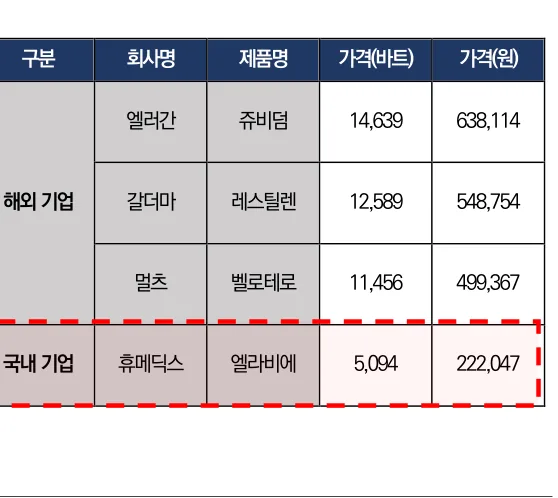 구분 회사명 제품명 가격(바트) 가격(원)
엘러간 쥬비덤 14,639 638,114
해외 기업 갈더마 레스틸렌 12,589 548,754
멀츠 벨로테로 11,456 499,367
국내 기업 휴메딕스 엘라비에 5,094 222,047